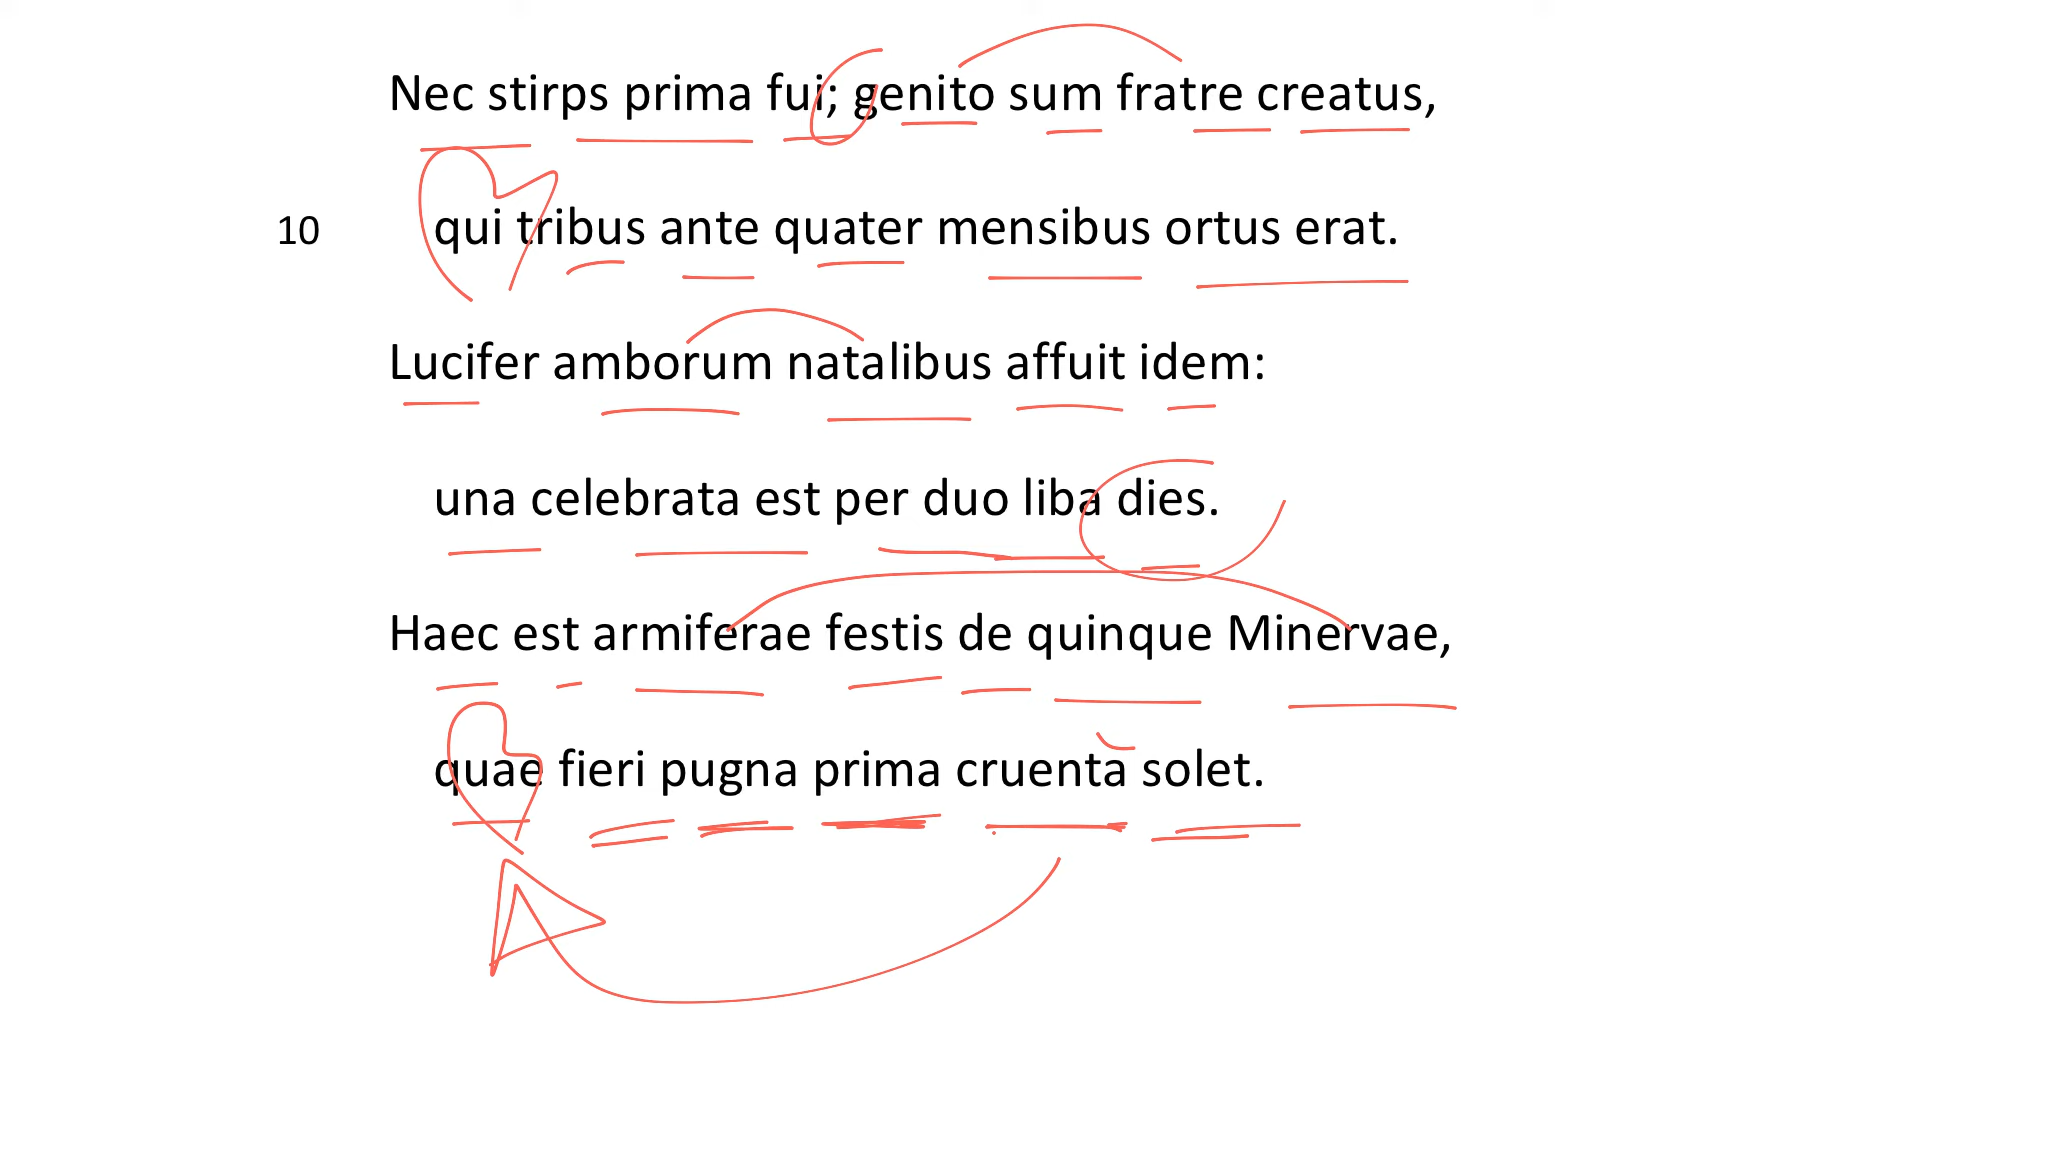 Nec stirps prima fui; genito sum fratre creatus,
10 qui tribus ante quater mensibus ortus erat.
Lucifer amborum natalibus affuit idem:
una celebrata est per duo liba dies.
Haec est armiferae festis de quinque Minervae,
quae fieri pugna prima cruenta solet.